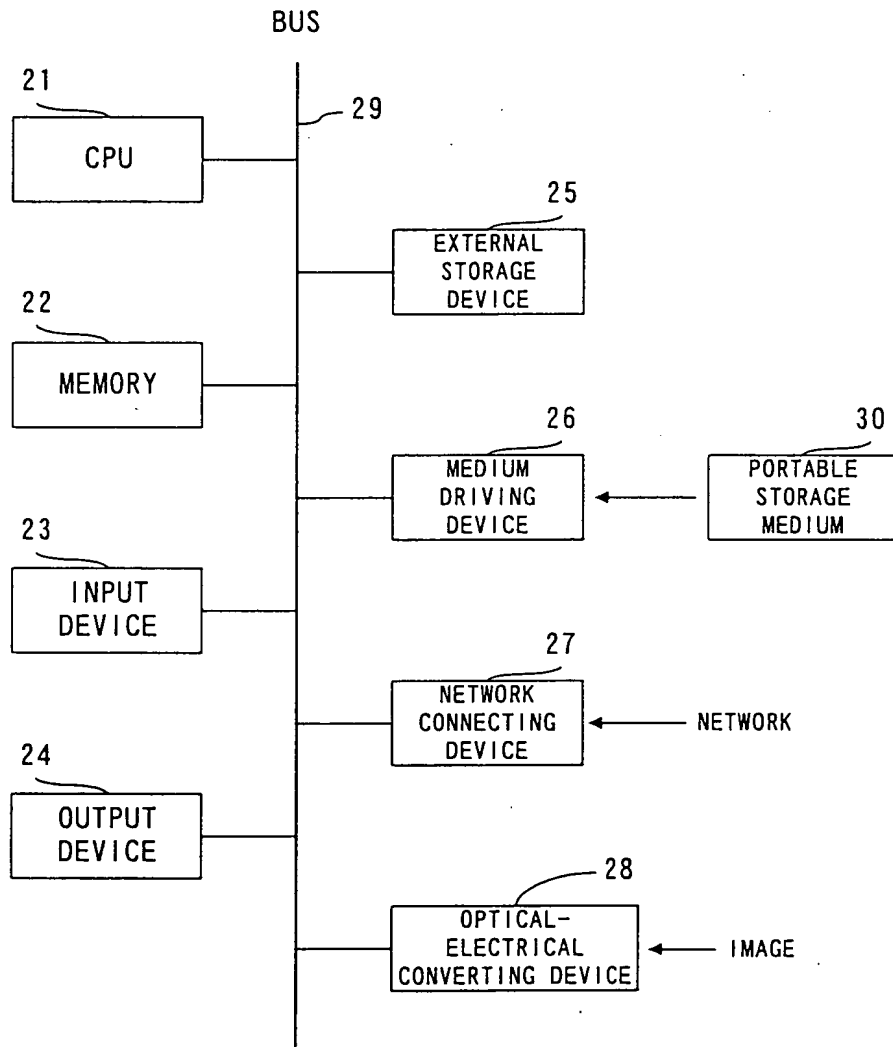 BUS
21
29
CPU
25
EXTERNAL
STORAGE
DEVICE
22
MEMORY
26
30
MEDIUM
DRIVING
DEVICE
PORTABLE
STORAGE
MEDIUM
23
INPUT
DEVICE
27
NETWORK
CONNECTING
DEVICE
NETWORK
24
OUTPUT
DEVICE
28
OPTICAL-
ELECTRICAL
CONVERTING DEVICE
IMAGE